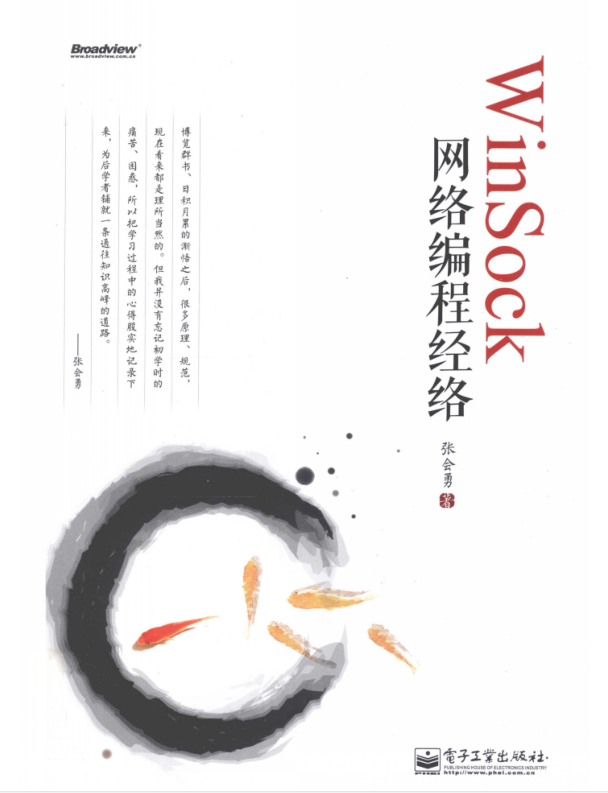 Broadview®
www.broadview.com.cn
WinSock
网络编程经络
张会勇
著
博览群书、日积月累的渐悟之后，很多原理、规范，
现在看来都是理所当然的。但我并没有忘记初学时的
痛苦、困惑，所以把学习过程中的心得殷实地记录下
来，为后学者铺就一条通往知识高峰的道路。
——张会勇
電子工業出版社·
PUBLISHING HOUSE OF ELECTRONICS INDUSTRY
http://www.phei.com.cn